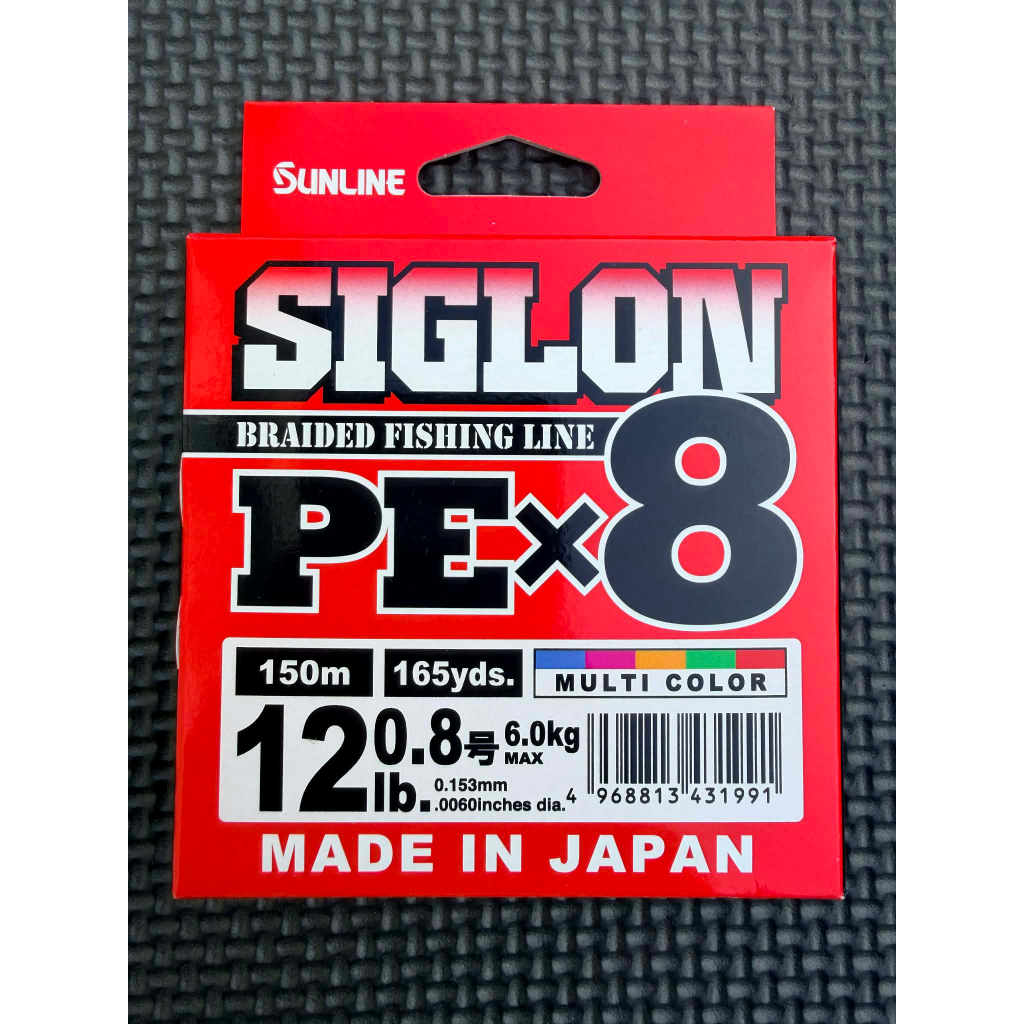 SUNLINE
SIGLON
BRAIDED FISHING LINE
PE×8
150m 165yds. MULTI COLOR
12lb. 0.8号 6.0kg MAX
0.153mm
.0060inches dia.
4 968813 431991
MADE IN JAPAN